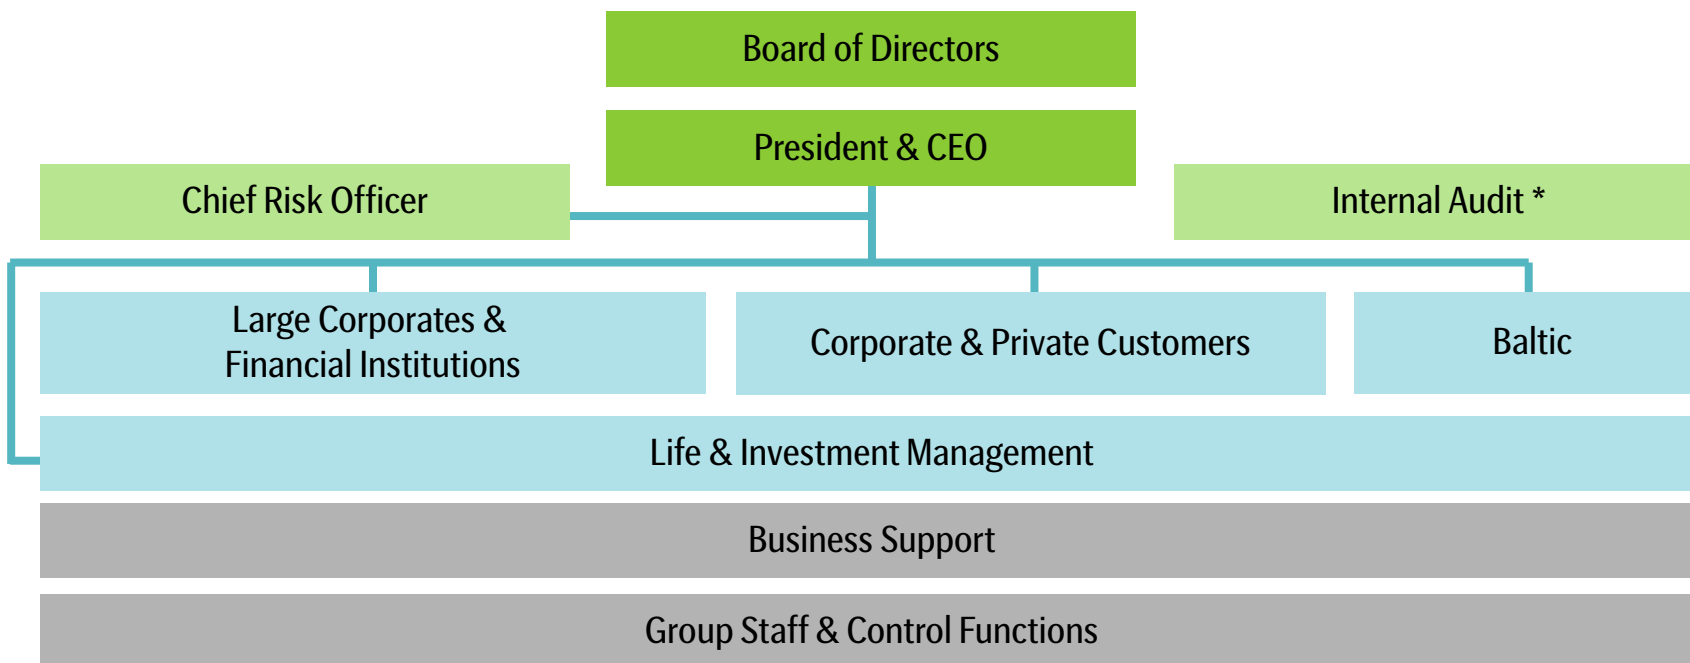 Board of Directors
President & CEO
Chief Risk Officer
Internal Audit *
Large Corporates &
Financial Institutions
Corporate & Private Customers
Baltic
Life & Investment Management
Business Support
Group Staff & Control Functions